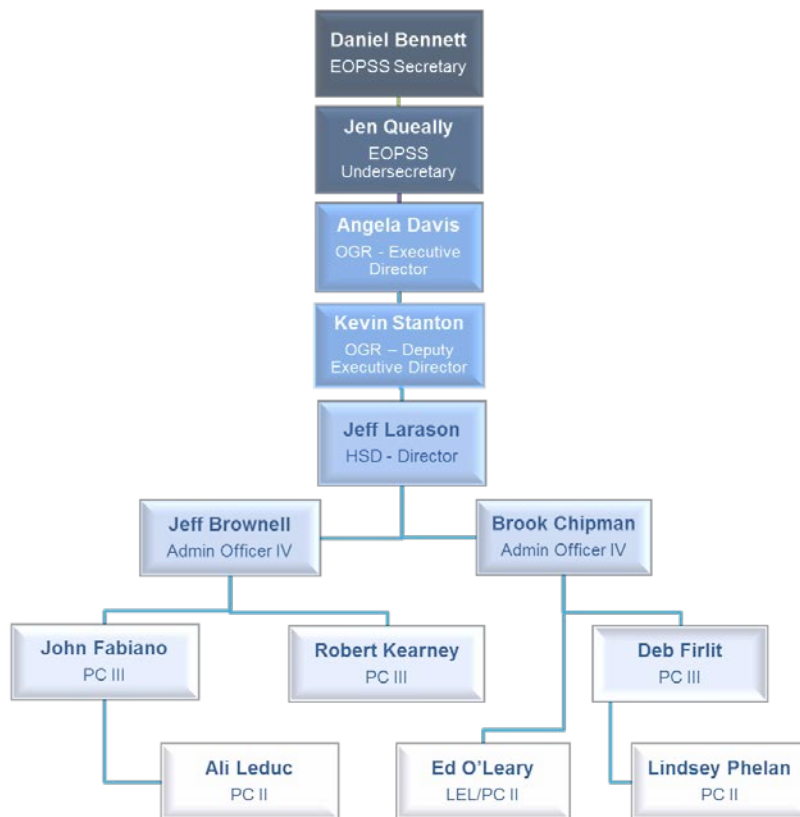 Daniel Bennett
EOPSS Secretary
Jen Queally
EOPSS
Undersecretary
Angela Davis
OGR - Executive
Director
Kevin Stanton
OGR – Deputy
Executive Director
Jeff Larason
HSD - Director
Jeff Brownell
Admin Officer IV
Brook Chipman
Admin Officer IV
John Fabiano
PC III
Robert Kearney
PC III
Deb Firlit
PC III
Ali Leduc
PC II
Ed O’Leary
LEL/PC II
Lindsey Phelan
PC II